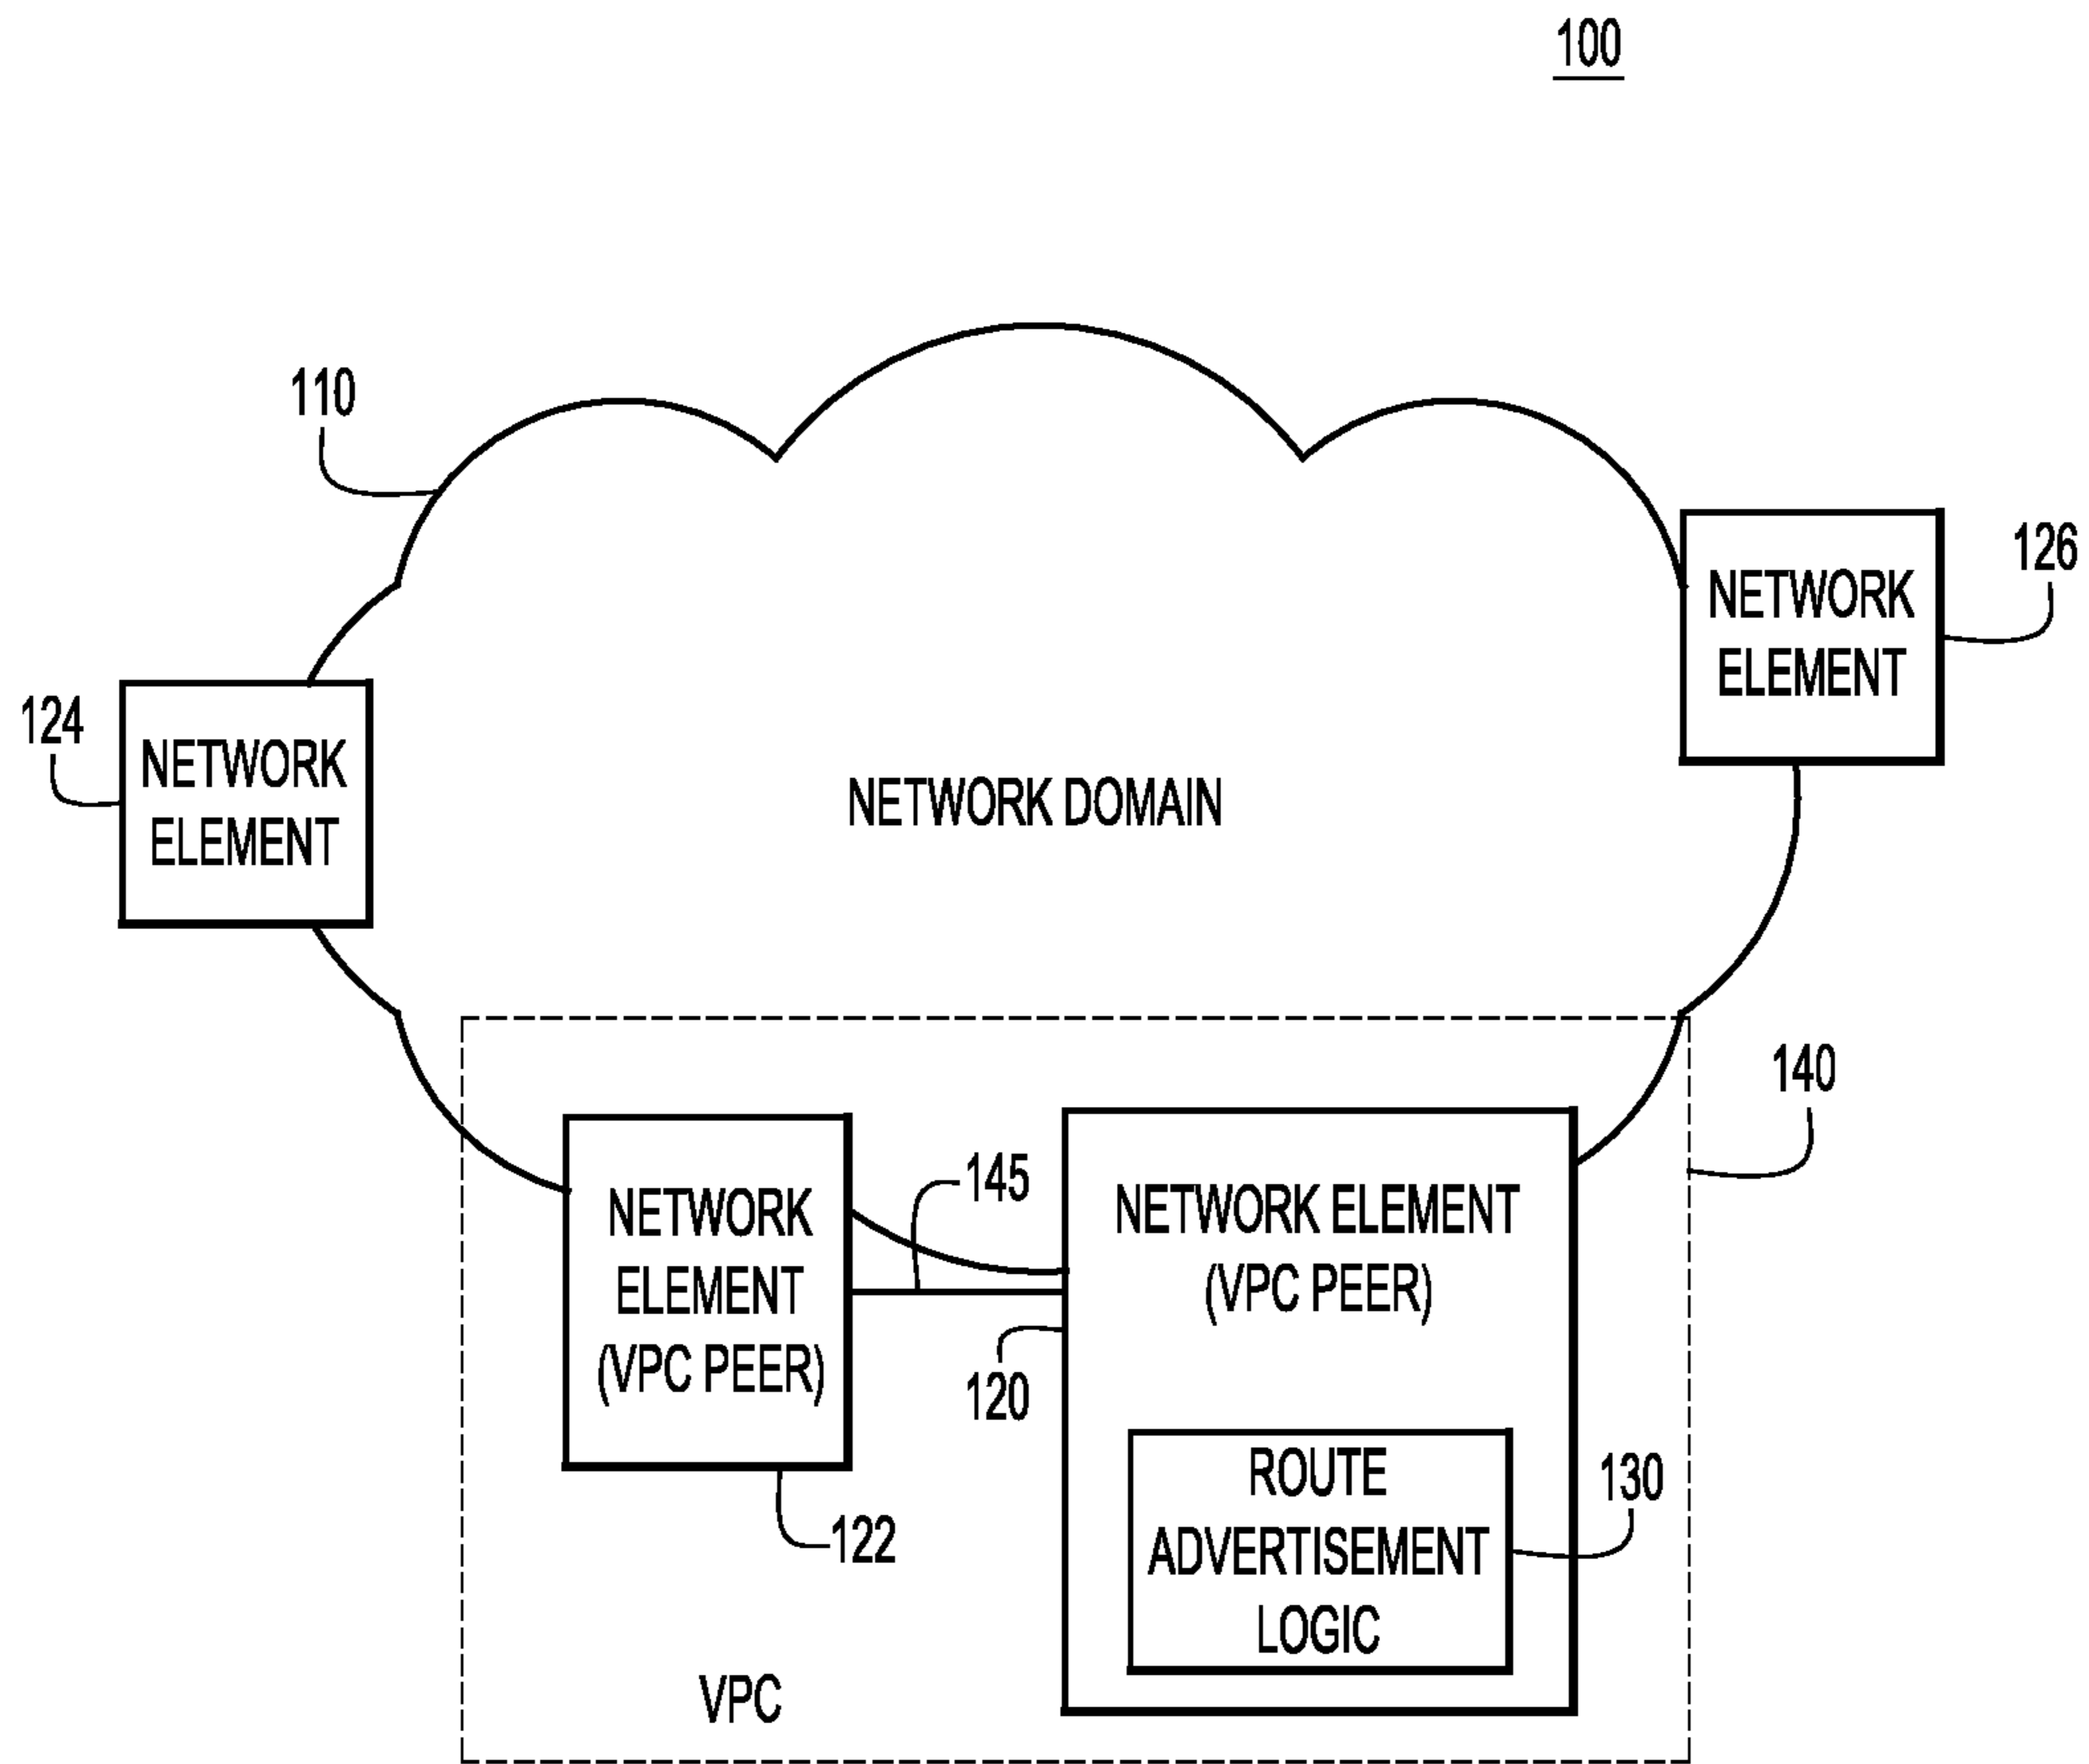 100
110
126
NETWORK
ELEMENT
124
NETWORK
ELEMENT
NETWORK DOMAIN
140
145
NETWORK
ELEMENT
(VPC PEER)
NETWORK ELEMENT
(VPC PEER)
120
122
ROUTE
ADVERTISEMENT
LOGIC
130
VPC